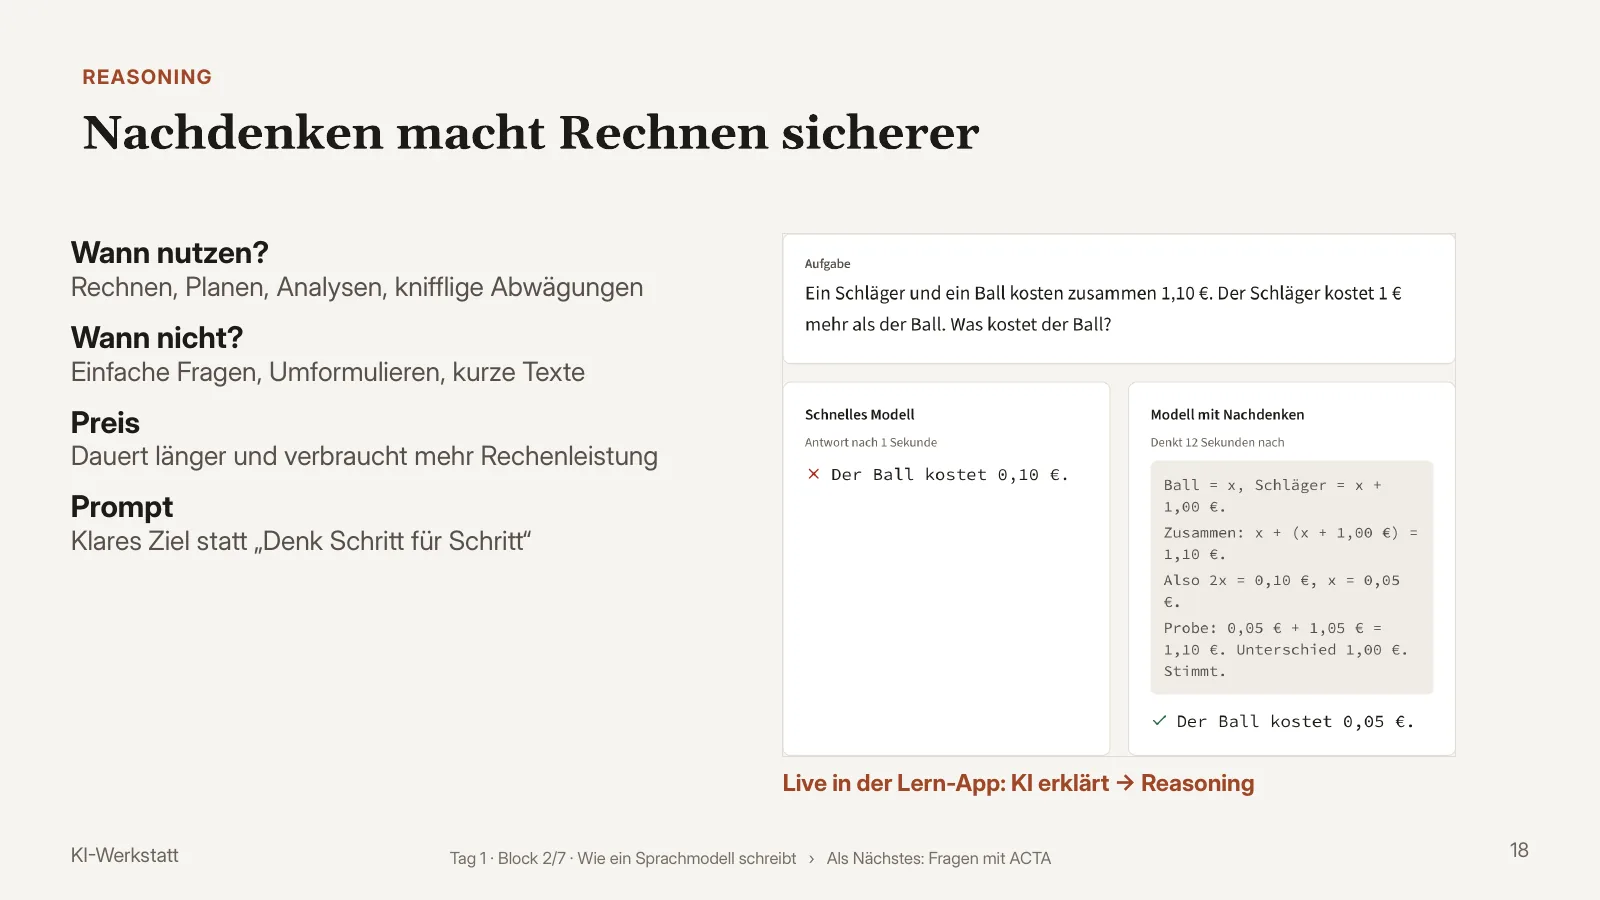 REASONING
Nachdenken macht Rechnen sicherer
Wann nutzen?
Rechnen, Planen, Analysen, knifflige Abwägungen
Wann nicht?
Einfache Fragen, Umformulieren, kurze Texte
Preis
Dauert länger und verbraucht mehr Rechenleistung
Prompt
Klares Ziel statt „Denk Schritt für Schritt“
Aufgabe
Ein Schläger und ein Ball kosten zusammen 1,10 €. Der Schläger kostet 1 €
mehr als der Ball. Was kostet der Ball?
Schnelles Modell
Antwort nach 1 Sekunde
✕ Der Ball kostet 0,10 €.
Modell mit Nachdenken
Denkt 12 Sekunden nach
Ball = x, Schläger = x +
1,00 €.
Zusammen: x + (x + 1,00 €) =
1,10 €.
Also 2x = 0,10 €, x = 0,05
€.
Probe: 0,05 € + 1,05 € =
1,10 €. Unterschied 1,00 €.
Stimmt.
✓ Der Ball kostet 0,05 €.
Live in der Lern-App: KI erklärt → Reasoning
KI-Werkstatt
Tag 1 · Block 2/7 · Wie ein Sprachmodell schreibt › Als Nächstes: Fragen mit ACTA
18